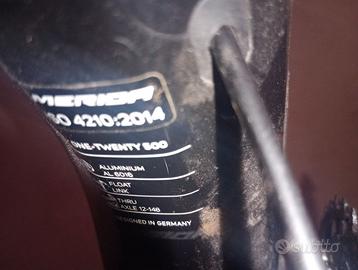 MERIDA
ISO 4210:2014
ONE-TWENTY 500
ALUMINIUM
AL 6016
FLOAT
LINK
THRU
AXLE 12-148
DESIGNED IN GERMANY
subito